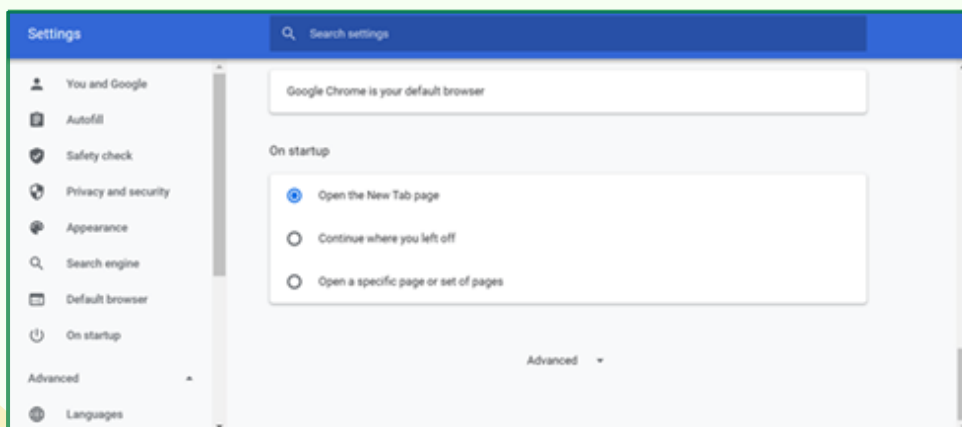 Settings
Search settings
You and Google
Autofill
Safety check
Privacy and security
Appearance
Search engine
Default browser
On startup
Advanced
Languages
Google Chrome is your default browser
On startup
Open the New Tab page
Continue where you left off
Open a specific page or set of pages
Advanced